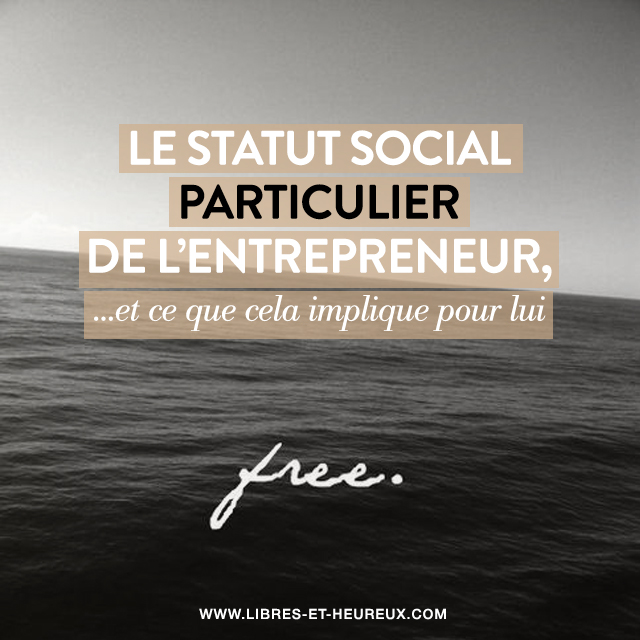 LE STATUT SOCIAL
PARTICULIER
DE L’ENTREPRENEUR,
...et ce que cela implique pour lui
free.
WWW.LIBRES-ET-HEUREUX.COM